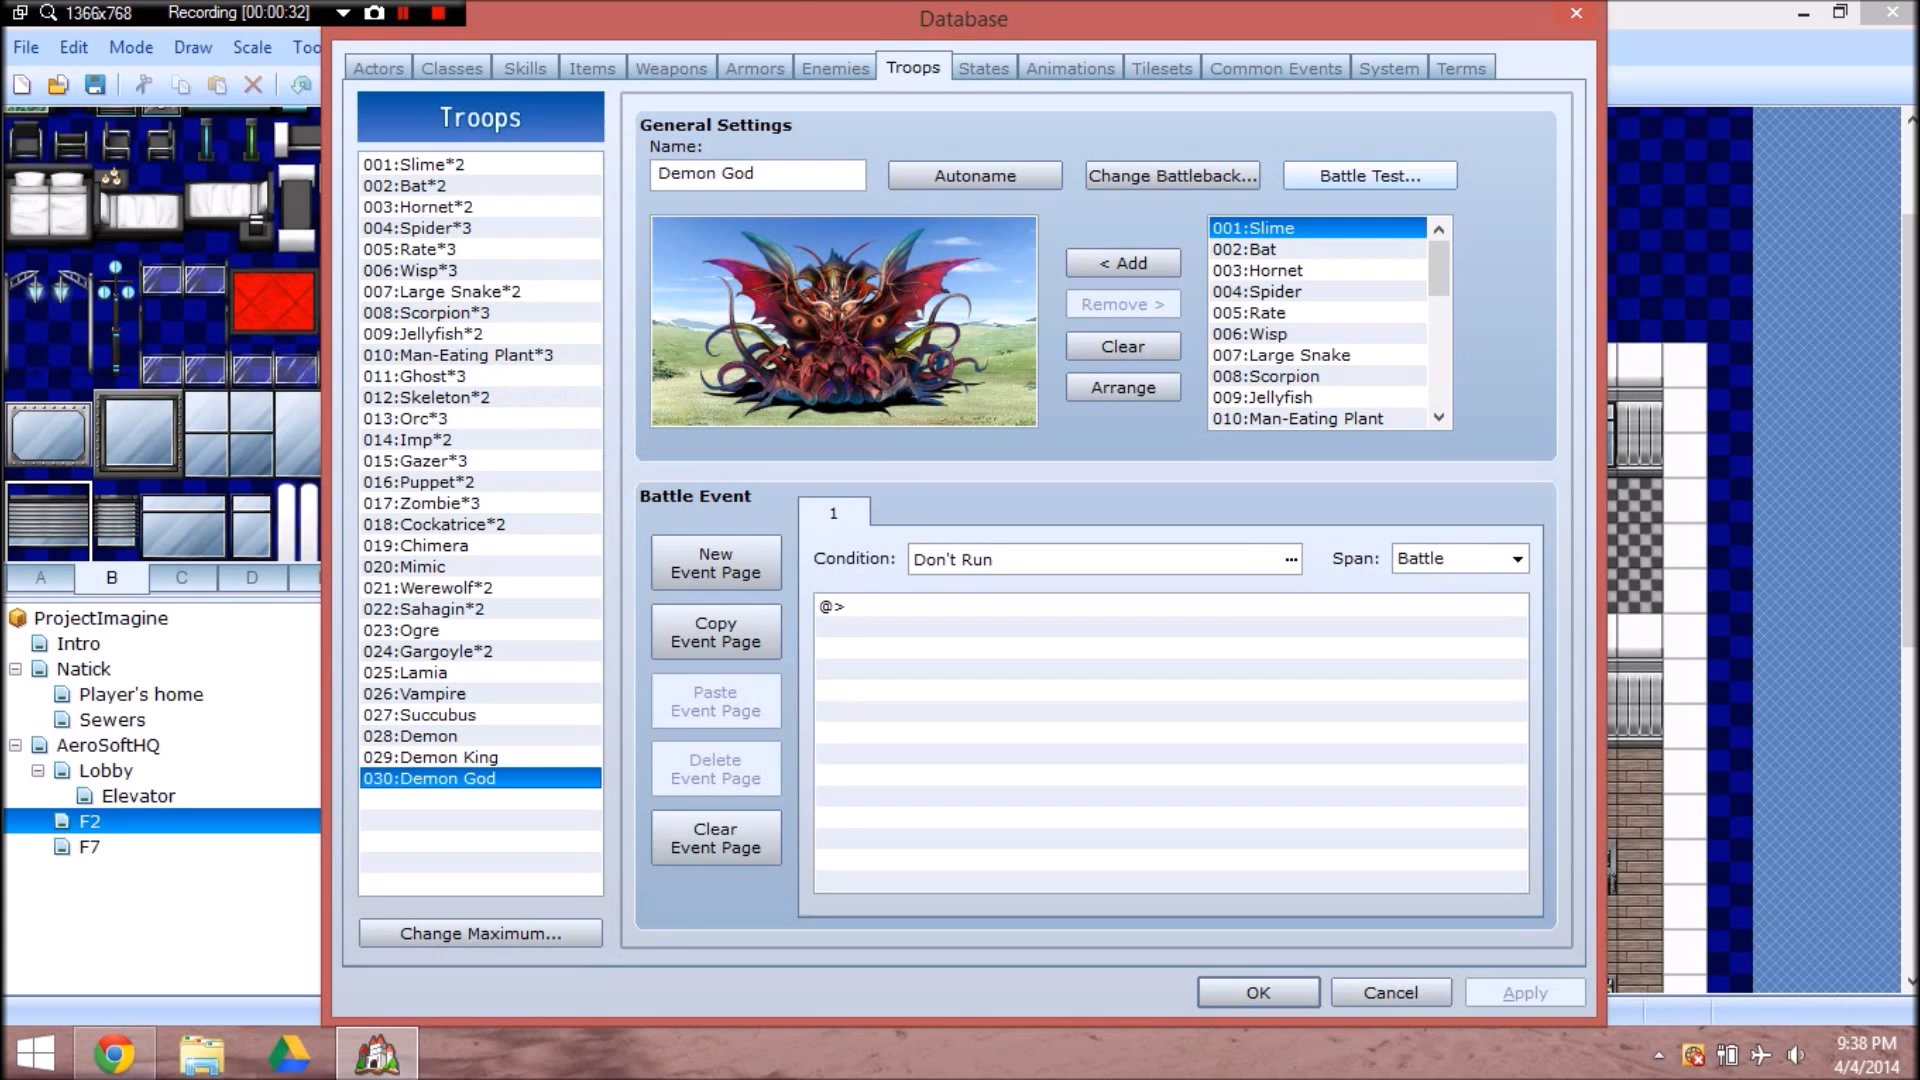 1366x768 Recording [00:00:32]
Database
File Edit Mode Draw Scale Too
Actors Classes Skills Items Weapons Armors Enemies Troops States Animations Tilesets Common Events System Terms
Troops
001:Slime*2
002:Bat*2
003:Hornet*2
004:Spider*3
005:Rate*3
006:Wisp*3
007:Large Snake*2
008:Scorpion*3
009:Jellyfish*2
010:Man-Eating Plant*3
011:Ghost*3
012:Skeleton*2
013:Orc*3
014:Imp*2
015:Gazer*3
016:Puppet*2
017:Zombie*3
018:Cockatrice*2
019:Chimera
020:Mimic
021:Werewolf*2
022:Sahagin*2
023:Ogre
024:Gargoyle*2
025:Lamia
026:Vampire
027:Succubus
028:Demon
029:Demon King
030:Demon God
Change Maximum...
General Settings
Name:
Demon God
Autoname
Change Battleback...
Battle Test...
< Add
Remove >
Clear
Arrange
001:Slime
002:Bat
003:Hornet
004:Spider
005:Rate
006:Wisp
007:Large Snake
008:Scorpion
009:Jellyfish
010:Man-Eating Plant
Battle Event
1
New
Event Page
Copy
Event Page
Paste
Event Page
Delete
Event Page
Clear
Event Page
Condition: Don't Run ... Span: Battle
@>
OK Cancel Apply
A B C D
ProjectImagine
Intro
Natick
Player's home
Sewers
AeroSoftHQ
Lobby
Elevator
F2
F7
9:38 PM
4/4/2014